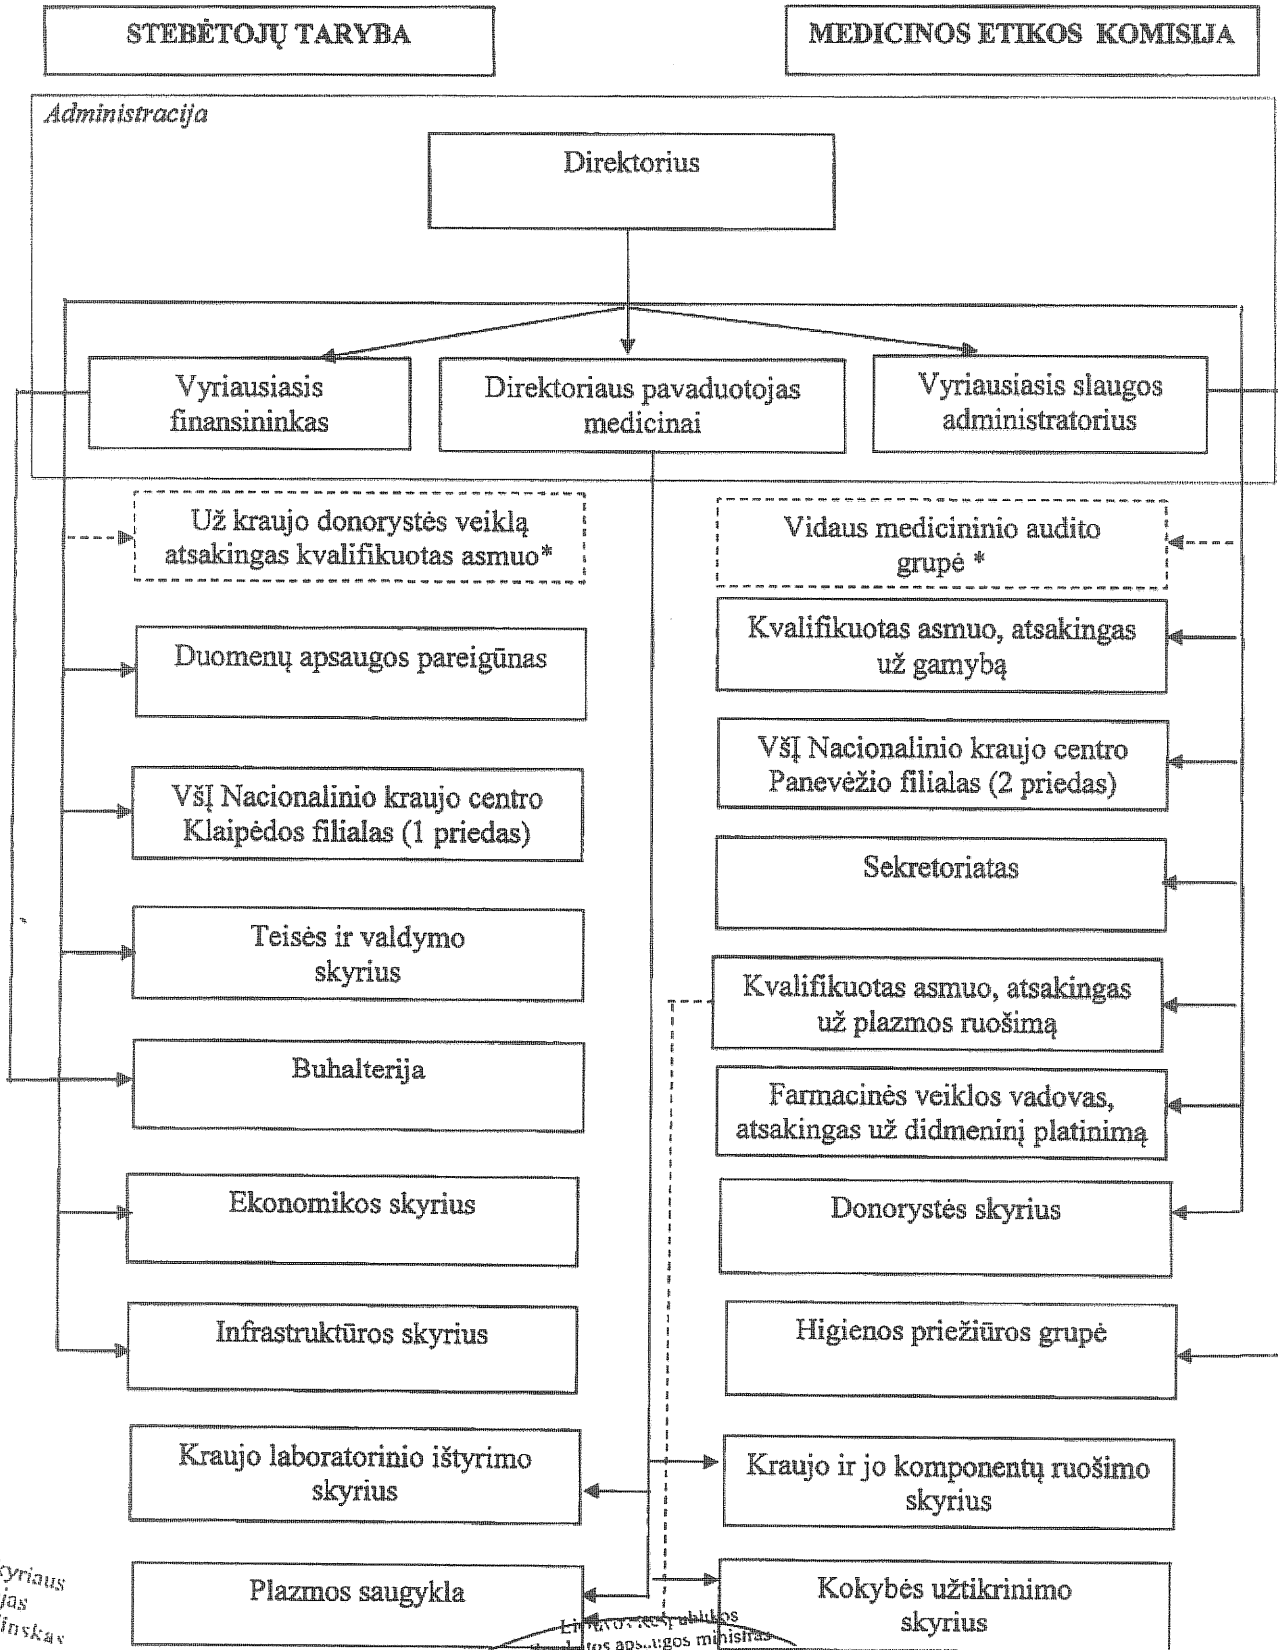 STEBĖTOJŲ TARYBA
MEDICINOS ETIKOS KOMISIJA
Administracija
Direktorius
Vyriausiasis
finansininkas
Direktoriaus pavaduotojas
medicinai
Vyriausiasis slaugos
administratorius
Už kraujo donorystės veiklą
atsakingas kvalifikuotas asmuo*
Vidaus medicininio audito
grupė *
Kvalifikuotas asmuo, atsakingas
už gamybą
Duomenų apsaugos pareigūnas
VšĮ Nacionalinio kraujo centro
Panevėžio filialas (2 priedas)
VšĮ Nacionalinio kraujo centro
Klaipėdos filialas (1 priedas)
Sekretoriatas
Teisės ir valdymo
skyrius
Kvalifikuotas asmuo, atsakingas
už plazmos ruošimą
Buhalterija
Farmacinės veiklos vadovas,
atsakingas už didmeninį platinimą
Ekonomikos skyrius
Donorystės skyrius
Infrastruktūros skyrius
Higienos priežiūros grupė
Kraujo laboratorinio ištyrimo
skyrius
Kraujo ir jo komponentų ruošimo
skyrius
Plazmos saugykla
Kokybės užtikrinimo
skyrius
kyriaus
jas
inskas
ministras